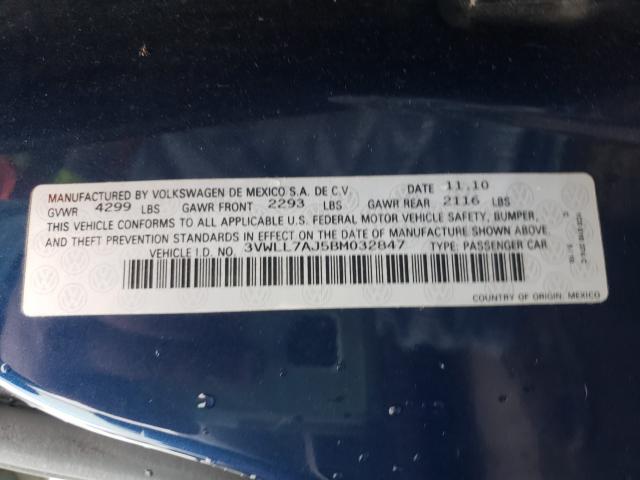 MANUFACTURED BY VOLKSWAGEN DE MEXICO S.A. DE C.V. DATE 11.10
GVWR 4299 LBS GAWR FRONT 2293 LBS GAWR REAR 2116 LBS
THIS VEHICLE CONFORMS TO ALL APPLICABLE U.S. FEDERAL MOTOR VEHICLE SAFETY, BUMPER,
AND THEFT PREVENTION STANDARDS IN EFFECT ON THE DATE OF MANUFACTURE SHOWN ABOVE.
VEHICLE I.D. NO. 3VWLL7AJ5BM032847 TYPE: PASSENGER CAR
COUNTRY OF ORIGIN: MEXICO